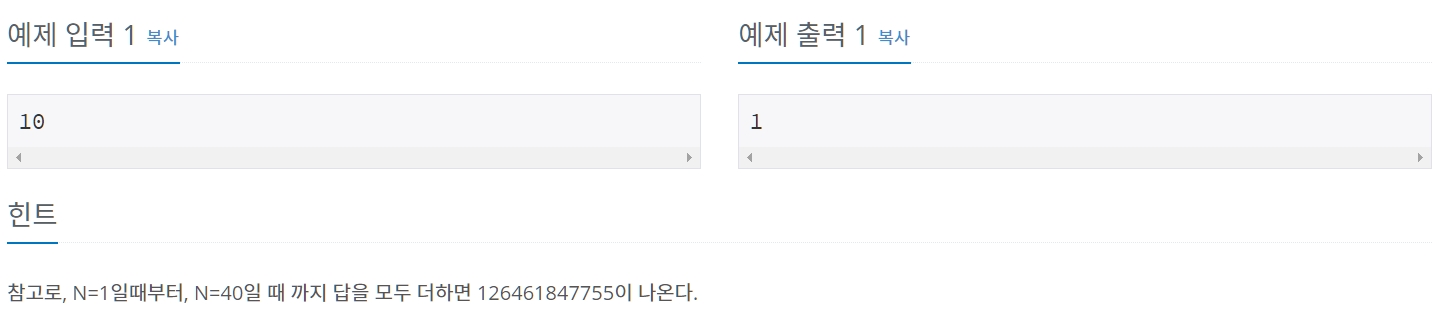 예제 입력 1 복사
예제 출력 1 복사
10
1
힌트
참고로, N=1일때부터, N=40일 때 까지 답을 모두 더하면 126461847755이 나온다.